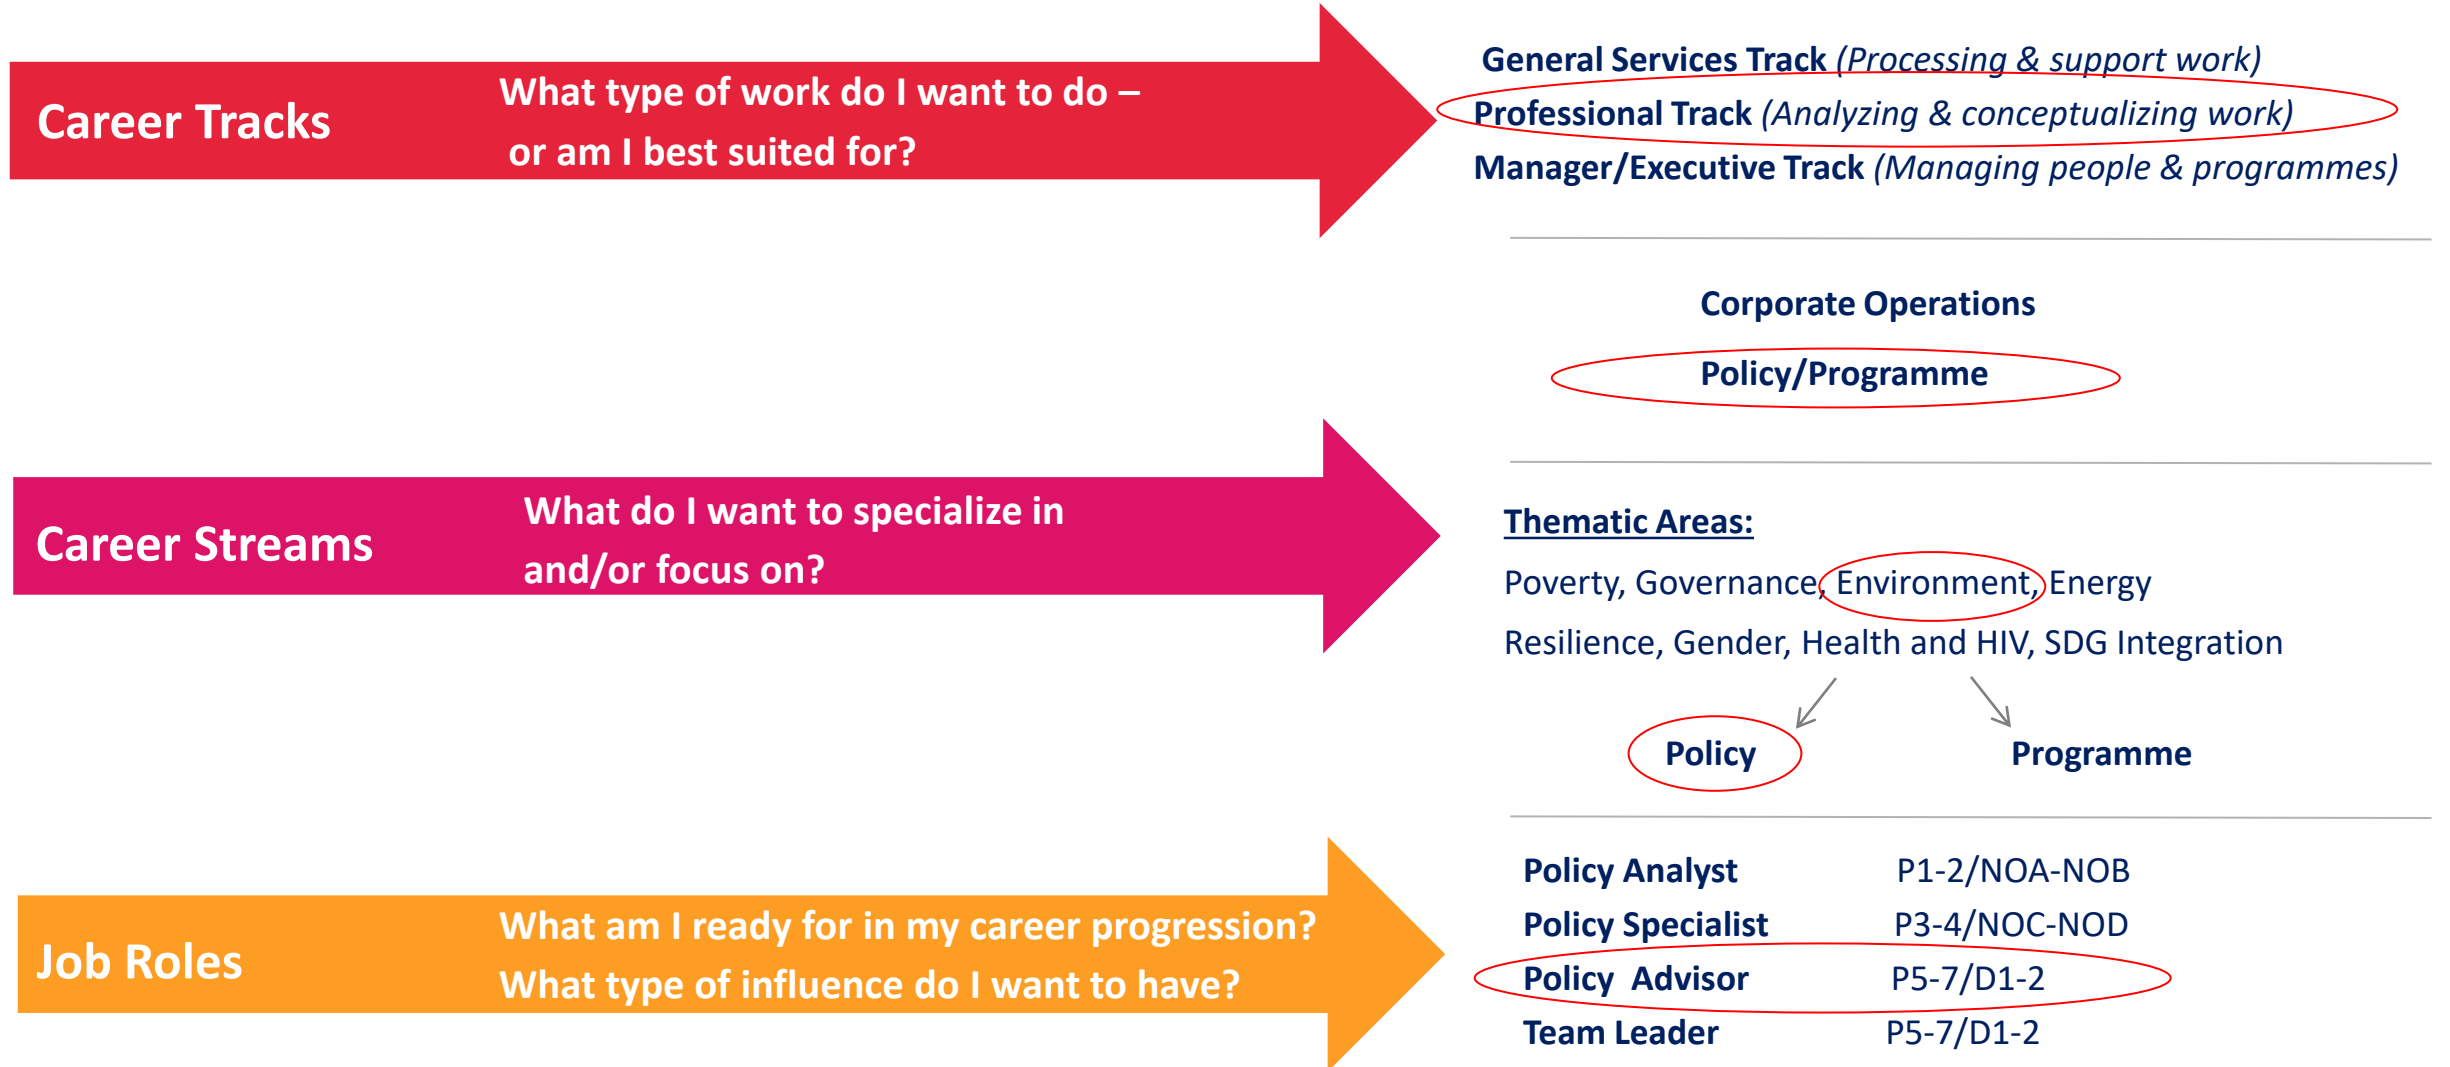 Career Tracks
What type of work do I want to do –
or am I best suited for?
General Services Track (Processing & support work)
Professional Track (Analyzing & conceptualizing work)
Manager/Executive Track (Managing people & programmes)
Corporate Operations
Policy/Programme
Career Streams
What do I want to specialize in
and/or focus on?
Thematic Areas:
Poverty, Governance, Environment, Energy
Resilience, Gender, Health and HIV, SDG Integration
Policy Programme
Job Roles
What am I ready for in my career progression?
What type of influence do I want to have?
Policy Analyst P1-2/NOA-NOB
Policy Specialist P3-4/NOC-NOD
Policy Advisor P5-7/D1-2
Team Leader P5-7/D1-2